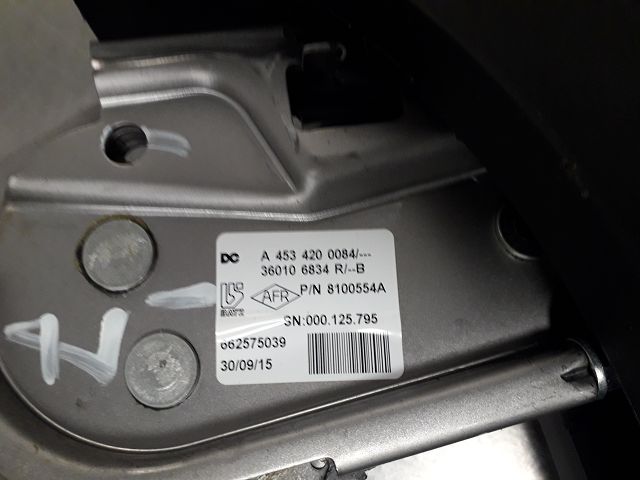 DC A 453 420 0084/---
36010 6834 R/--B
AFR P/N 8100554A
SN:000.125.795
662575039
30/09/15